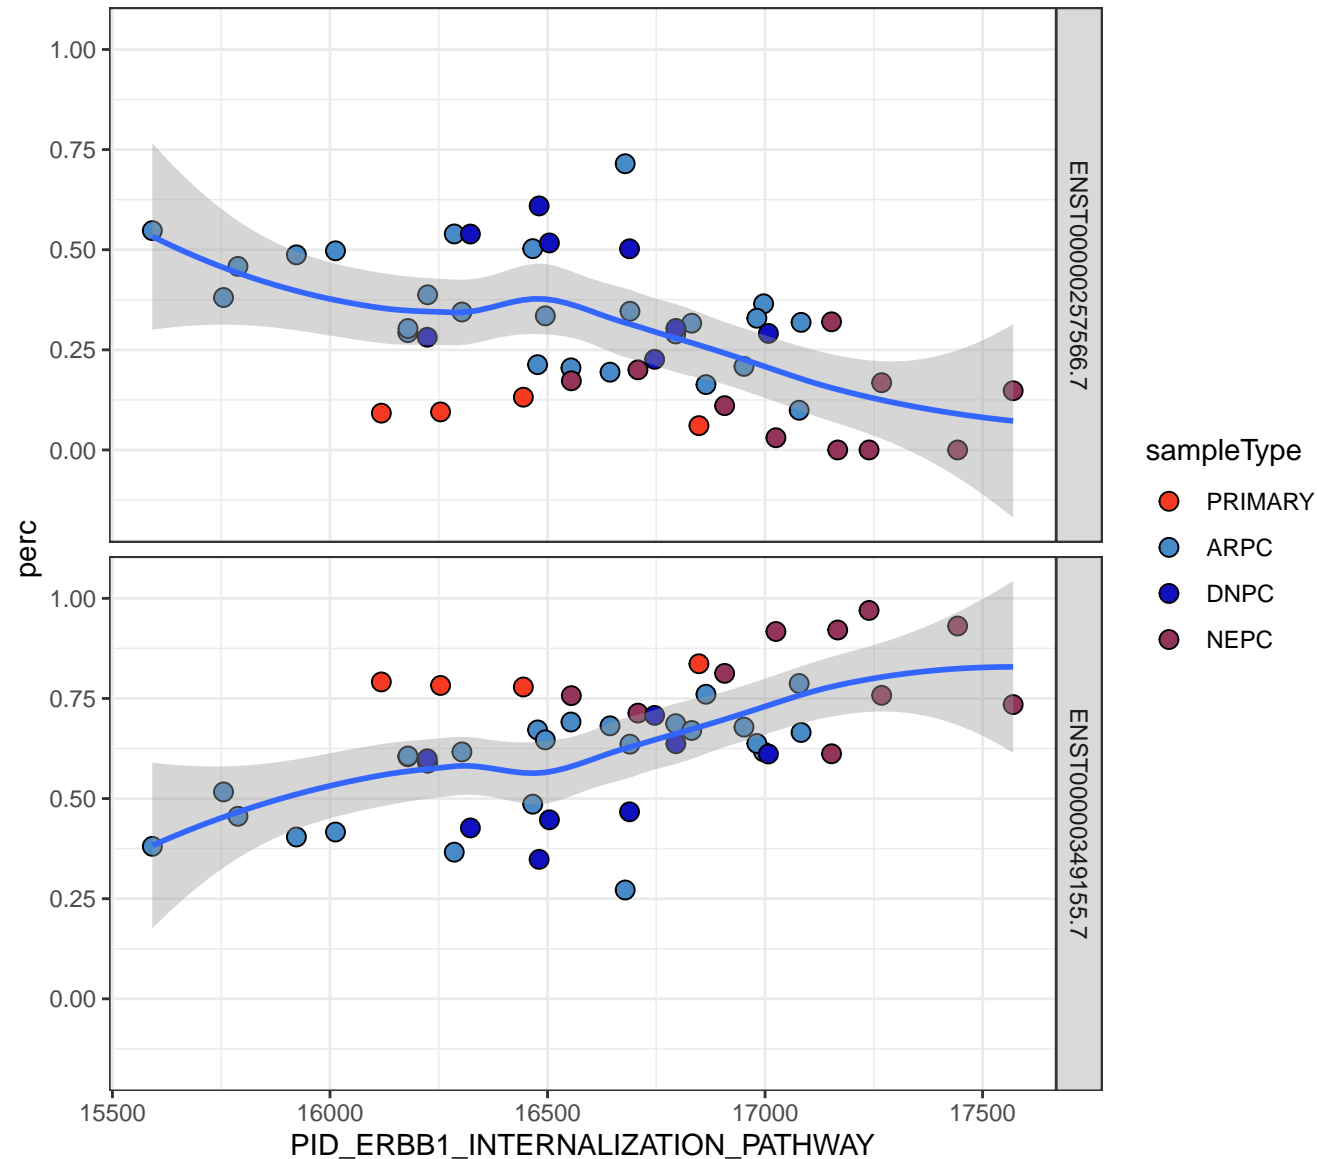 1.00
0.75
0.50
0.25
0.00
ENST00000257566.7
1.00
0.75
0.50
0.25
0.00
ENST00000349155.7
perc
15500 16000 16500 17000 17500
PID_ERBB1_INTERNALIZATION_PATHWAY
sampleType
PRIMARY
ARPC
DNPC
NEPC